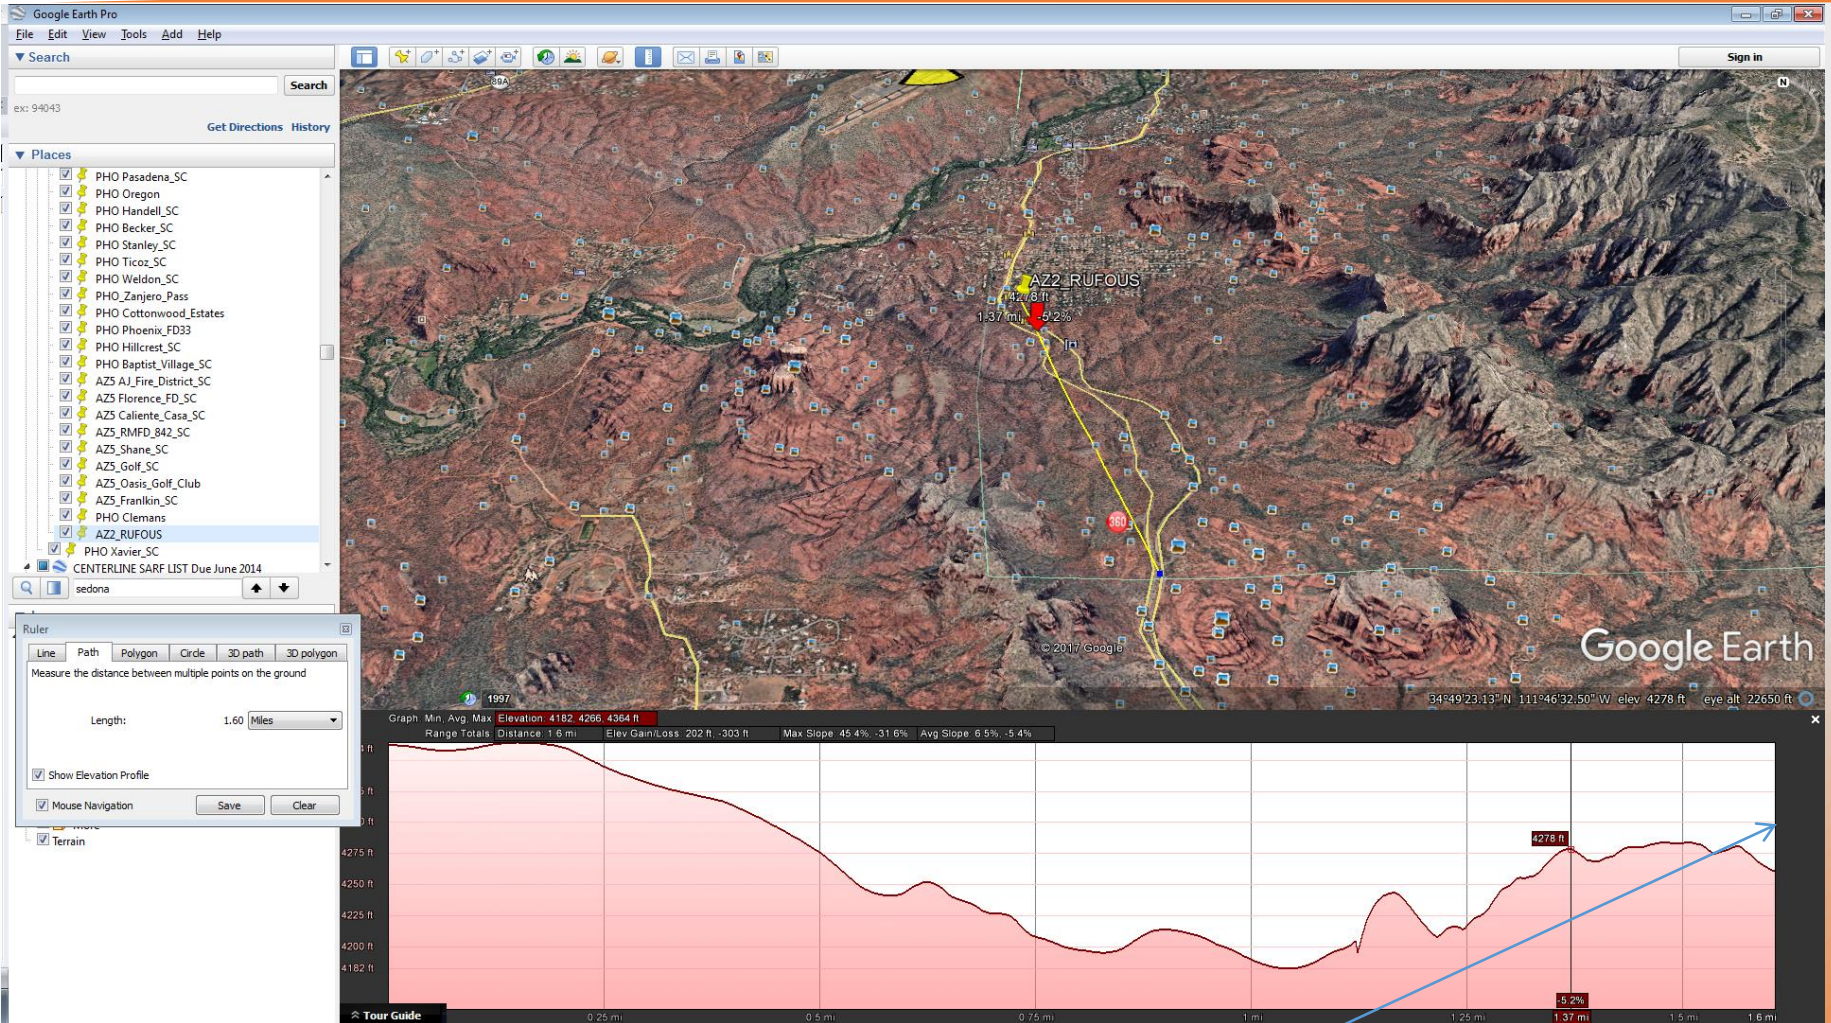 Google Earth Pro
File Edit View Tools Add Help
Search
Sign in
Search
ex: 94043
Get Directions History
Places
PHO Pasadena_SC
PHO Oregon
PHO Handell_SC
PHO Becker_SC
PHO Stanley_SC
PHO Ticoz_SC
PHO Weldon_SC
PHO_Zanjero_Pass
PHO Cottonwood_Estates
PHO Phoenix_FD33
PHO Hillcrest_SC
PHO Baptist_Village_SC
AZ5 AJ_Fire_District_SC
AZ5 Florence_FD_SC
AZ5 Caliente_Casa_SC
AZ5_RMFD_842_SC
AZ5_Shane_SC
AZ5_Golf_SC
AZ5_Oasis_Golf_Club
AZ5_Franlkin_SC
PHO Clemans
AZ2_RUFOUS
PHO Xavier_SC
CENTERLINE SARF LIST Due June 2014
sedona
Ruler
Line Path Polygon Circle 3D path 3D polygon
Measure the distance between multiple points on the ground
Length: 1.60 Miles
Show Elevation Profile
Mouse Navigation Save Clear
More
Terrain
89A
N
AZ2_RUFOUS
4278 ft
1.37 mi -5.2%
360
© 2017 Google
Google Earth
1997
34°49'23.13" N 111°46'32.50" W elev 4278 ft eye alt 22650 ft
Graph: Min, Avg, Max Elevation: 4182, 4266, 4364 ft
Range Totals: Distance: 1.6 mi Elev Gain/Loss: 202 ft, -303 ft Max Slope: 45.4%, -31.6% Avg Slope: 6.5%, -5.4%
4278 ft
4275 ft
4250 ft
4225 ft
4200 ft
4182 ft
-5.2%
Tour Guide
0.25 mi 0.5 mi 0.75 mi 1 mi 1.25 mi 1.37 mi 1.5 mi 1.6 mi